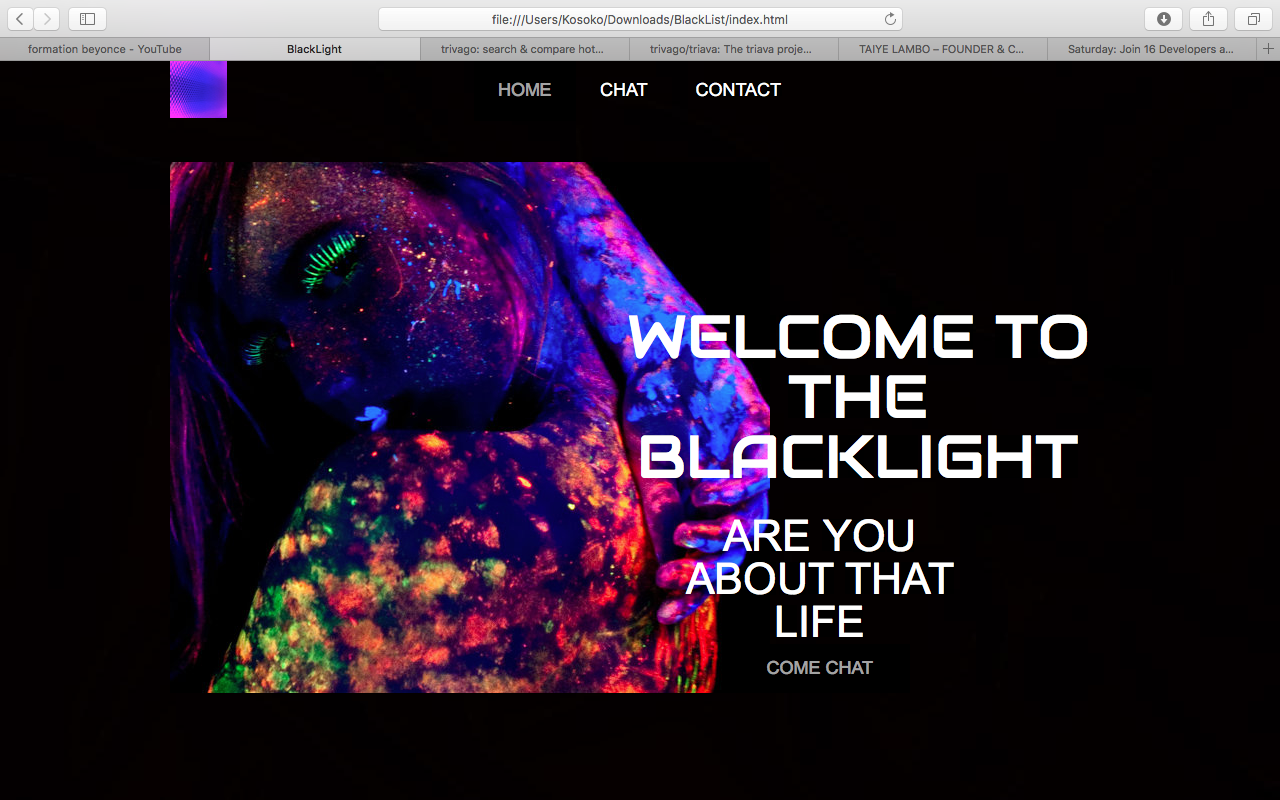 file:///Users/Kosoko/Downloads/BlackList/index.html
formation beyonce - YouTube
BlackLight
trivago: search & compare hot...
trivago/triava: The triava proje...
TAIYE LAMBO – FOUNDER & C...
Saturday: Join 16 Developers a...
HOME
CHAT
CONTACT
WELCOME TO
THE
BLACKLIGHT
ARE YOU
ABOUT THAT
LIFE
COME CHAT